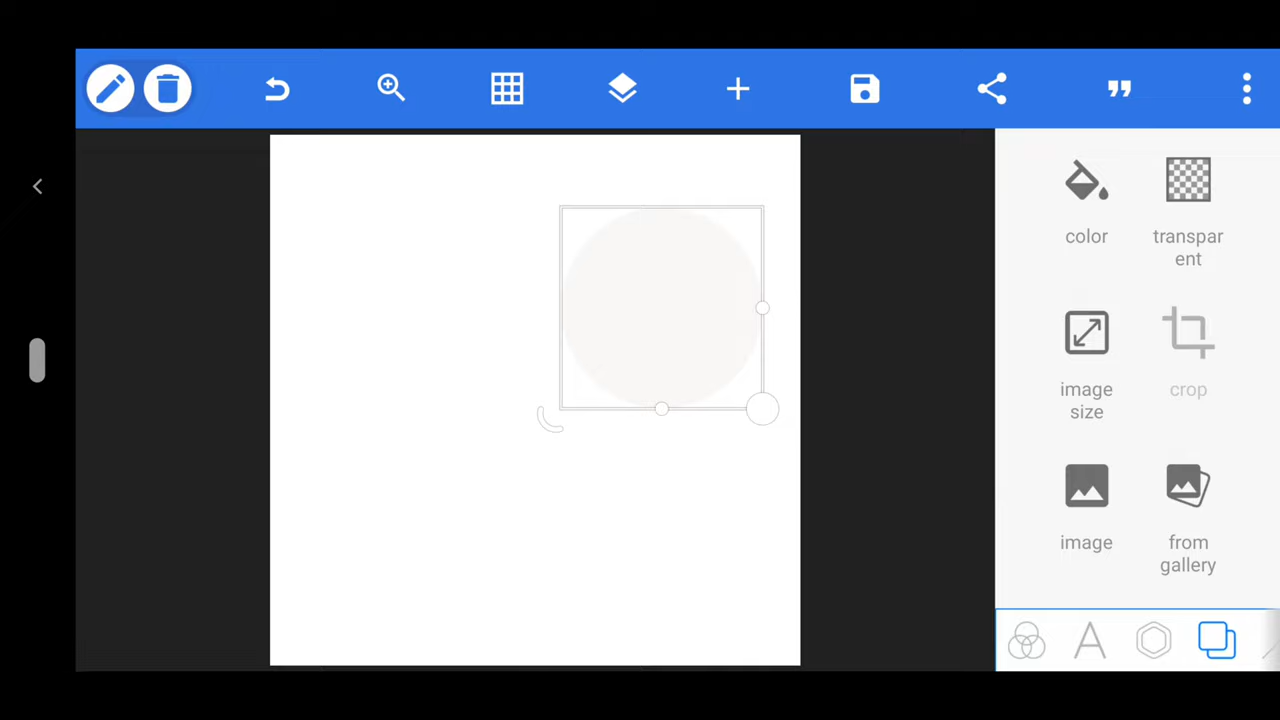 color
transpar
ent
image
size
crop
image
from
gallery